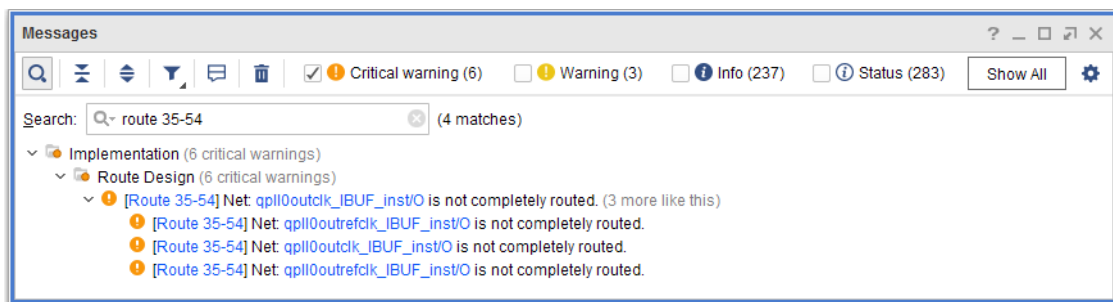 Messages
Critical warning (6) Warning (3) Info (237) Status (283) Show All
Search: route 35-54 (4 matches)
Implementation (6 critical warnings)
Route Design (6 critical warnings)
[Route 35-54] Net: qpll0outclk_IBUF_inst/O is not completely routed. (3 more like this)
[Route 35-54] Net: qpll0outrefclk_IBUF_inst/O is not completely routed.
[Route 35-54] Net: qpll0outclk_IBUF_inst/O is not completely routed.
[Route 35-54] Net: qpll0outrefclk_IBUF_inst/O is not completely routed.